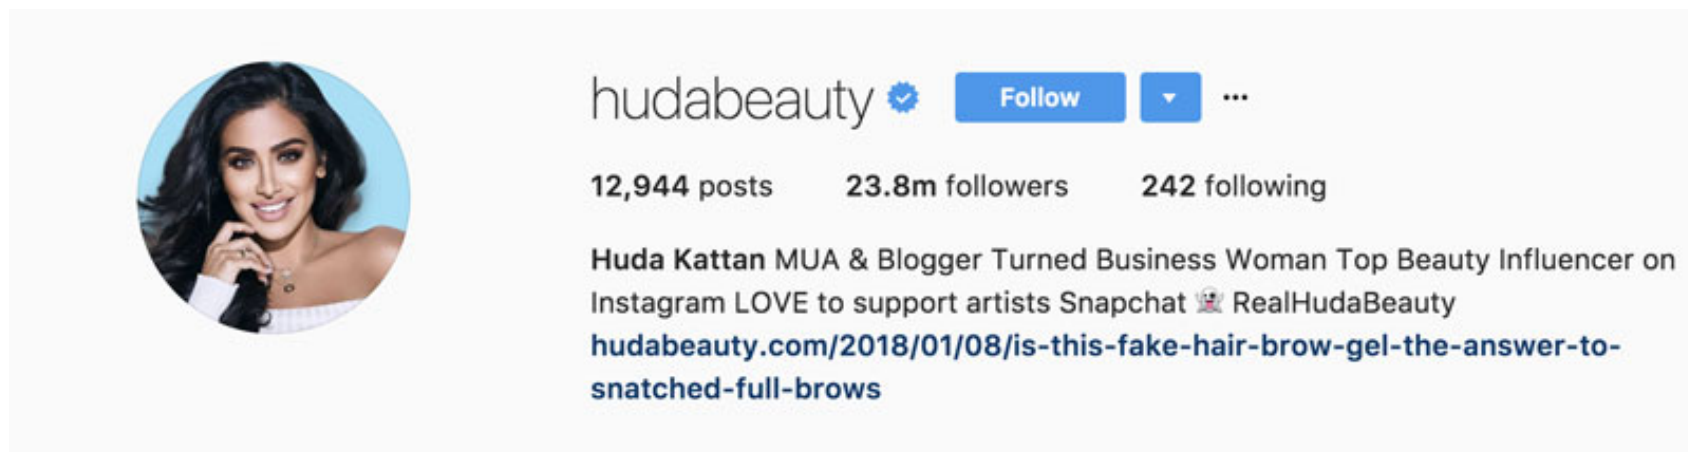 hudabeauty Follow ...
12,944 posts 23.8m followers 242 following
Huda Kattan MUA & Blogger Turned Business Woman Top Beauty Influencer on
Instagram LOVE to support artists Snapchat 👻 RealHudaBeauty
hudabeauty.com/2018/01/08/is-this-fake-hair-brow-gel-the-answer-to-
snatched-full-brows